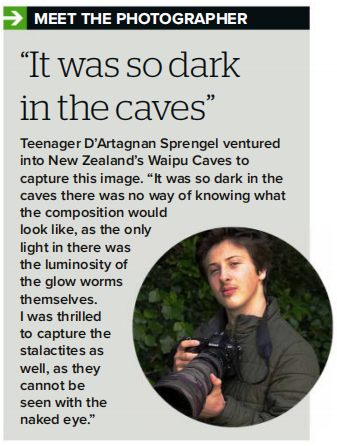 MEET THE PHOTOGRAPHER
“It was so dark
in the caves”
Teenager D’Artagnan Sprengel ventured
into New Zealand’s Waipu Caves to
capture this image. “It was so dark in the
caves there was no way of knowing what
the composition would
look like, as the only
light in there was
the luminosity of
the glow worms
themselves.
I was thrilled
to capture the
stalactites as
well, as they
cannot be
seen with the
naked eye.”